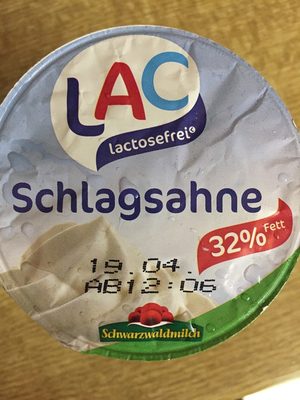 LAC
lactosefrei
Schlagsahne
32% Fett
19.04.
AB12:06
Schwarzwaldmilch